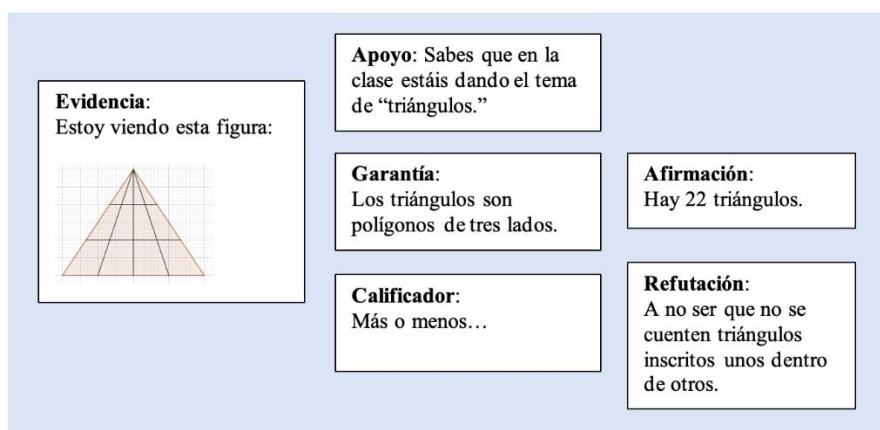 Evidencia:
Estoy viendo esta figura:
Apoyo: Sabes que en la
clase estáis dando el tema
de “triángulos.”
Garantía:
Los triángulos son
polígonos de tres lados.
Calificador:
Más o menos…
Afirmación:
Hay 22 triángulos.
Refutación:
A no ser que no se
cuenten triángulos
inscritos unos dentro
de otros.